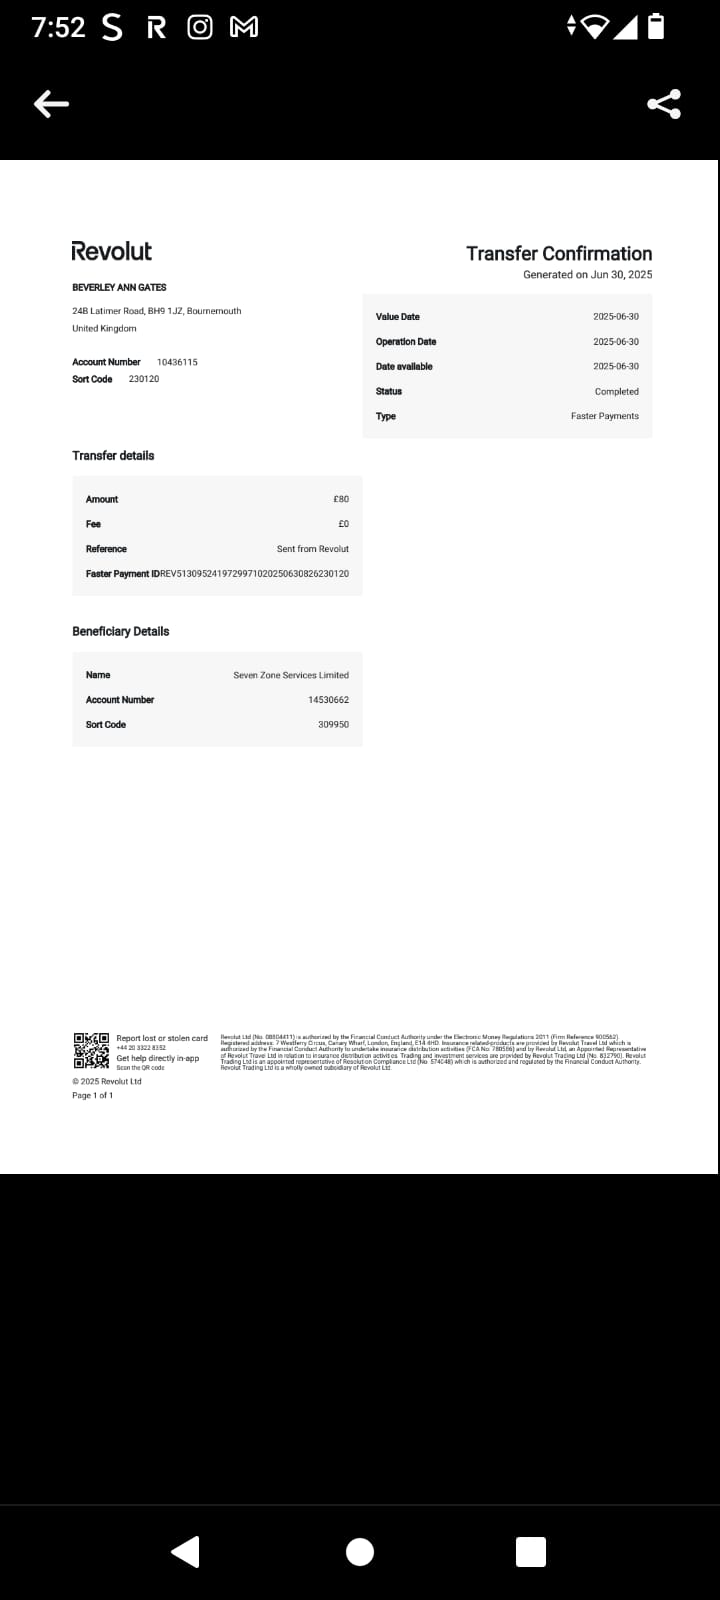 7:52
Revolut
Transfer Confirmation
Generated on Jun 30, 2025
BEVERLEY ANN GATES
24B Latimer Road, BH9 1JZ, Bournemouth
United Kingdom
Account Number 10436115
Sort Code 230120
Value Date 2025-06-30
Operation Date 2025-06-30
Date available 2025-06-30
Status Completed
Type Faster Payments
Transfer details
Amount £80
Fee £0
Reference Sent from Revolut
Faster Payment IDREV5130952419729971020250630826230120
Beneficiary Details
Name Seven Zone Services Limited
Account Number 14530662
Sort Code 309950
Report lost or stolen card
+44 20 3322 8352
Get help directly in-app
Scan the QR code
© 2025 Revolut Ltd
Page 1 of 1
Revolut Ltd (No. 08804411) is authorized by the Financial Conduct Authority under the Electronic Money Regulations 2011 (Firm Reference 900562).
Registered address: 7 Westferry Circus, Canary Wharf, London, England, E14 4HD. Insurance related-products are provided by Revolut Travel Ltd which is
authorized by the Financial Conduct Authority to undertake insurance distribution activities (FCA No: 780586) and by Revolut Ltd, an Appointed Representative
of Revolut Travel Ltd in relation to insurance distribution activities. Trading and investment services are provided by Revolut Trading Ltd (No. 832790). Revolut
Trading Ltd is an appointed representative of Resolution Compliance Ltd (No. 574048) which is authorized and regulated by the Financial Conduct Authority.
Revolut Trading Ltd is a wholly owned subsidiary of Revolut Ltd.